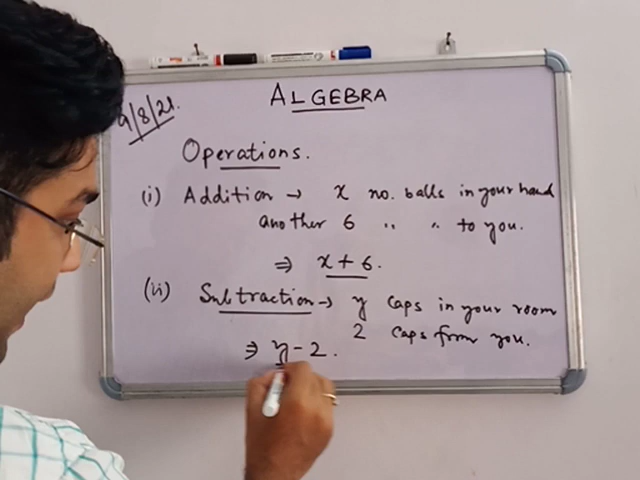 ALGEBRA
9/8/21.
Operations.
(i) Addition → x no. balls in your hand
another 6 " " to you.
⇒ x + 6.
(ii) Subtraction → y caps in your room
2 caps from you.
⇒ y - 2.